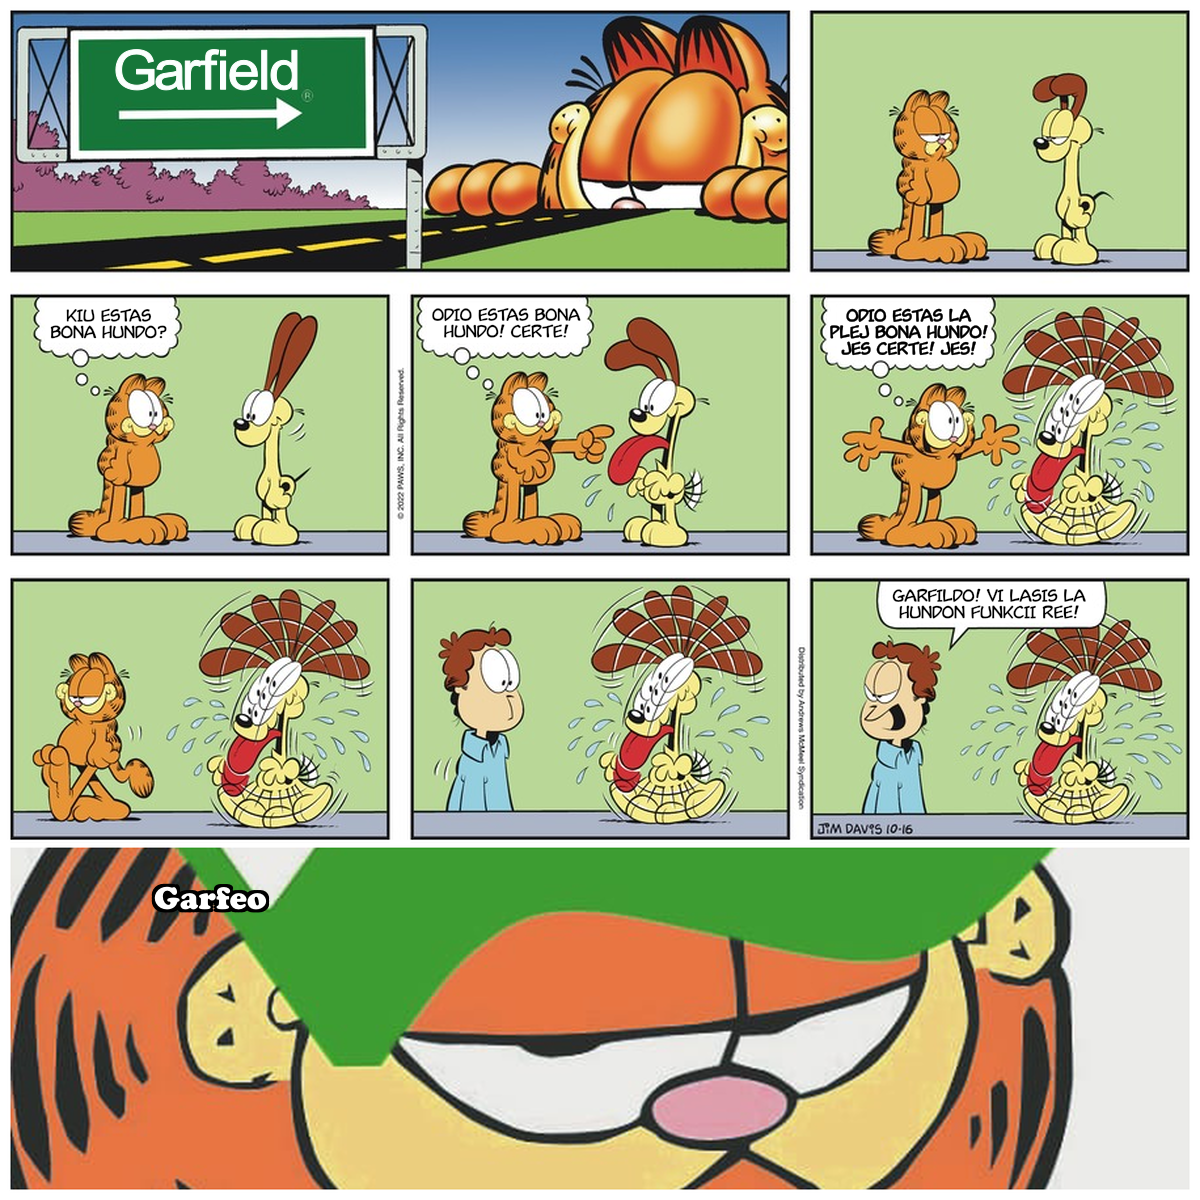 Garfield
®
KIU ESTAS
BONA HUNDO?
© 2022 PAWS, INC. All Rights Reserved.
ODIO ESTAS BONA
HUNDO! CERTE!
ODIO ESTAS LA
PLEJ BONA HUNDO!
JES CERTE! JES!
Distributed by Andrews McMeel Syndication
GARFILDO! VI LASIS LA
HUNDON FUNKCII REE!
JIM DAVIS 10-16
Garfeo